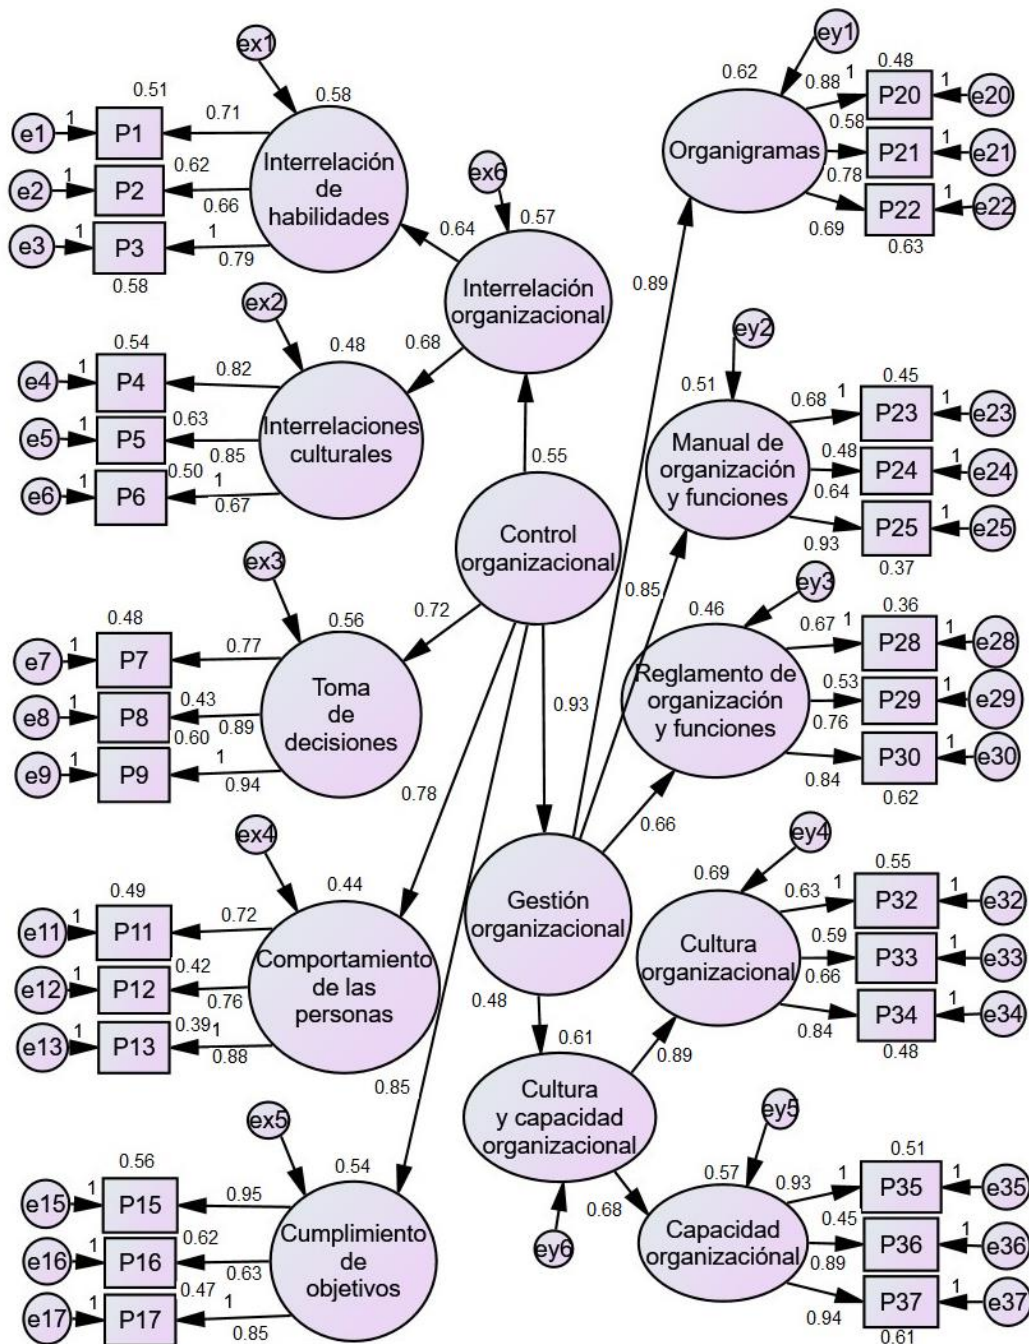 ex1
0.51
0.58
e1
1
P1
0.71
e2
1
P2
0.62
0.66
e3
1
P3
1
0.79
0.58
Interrelación
de
habilidades
ex6
0.57
0.64
Interrelación
organizacional
0.68
ex2
0.54
0.48
e4
1
P4
0.82
e5
1
P5
0.63
0.85
e6
1
P6
0.50
1
0.67
Interrelaciones
culturales
0.55
Control
organizacional
0.72
0.93
0.78
0.85
ex3
0.48
0.56
e7
1
P7
0.77
e8
1
P8
0.43
0.89
e9
1
P9
0.60
1
0.94
Toma
de
decisiones
ex4
0.49
0.44
e11
1
P11
0.72
e12
1
P12
0.42
0.76
e13
1
P13
0.39
1
0.88
Comportamiento
de las
personas
ex5
0.56
0.54
e15
1
P15
0.95
e16
1
P16
0.62
0.63
e17
1
P17
0.47
1
0.85
Cumplimiento
de
objetivos
ey1
0.62
0.48
Organigramas
0.88
1
P20
1
e20
0.58
P21
1
e21
0.78
P22
1
e22
0.69
0.63
0.89
ey2
0.51
0.45
Manual de
organización
y funciones
0.68
1
P23
1
e23
0.48
P24
1
e24
0.64
P25
1
e25
0.93
0.37
0.85
ey3
0.46
0.36
Reglamento de
organización
y funciones
0.67
1
P28
1
e28
0.53
P29
1
e29
0.76
P30
1
e30
0.84
0.62
0.66
Gestión
organizacional
0.48
ey4
0.69
0.55
Cultura
organizacional
0.63
1
P32
1
e32
0.59
P33
1
e33
0.66
P34
1
e34
0.84
0.48
0.61
0.89
Cultura
y capacidad
organizacional
0.68
ey6
ey5
0.57
0.51
Capacidad
organizaciónal
0.93
1
P35
1
e35
0.45
P36
1
e36
0.89
P37
1
e37
0.94
0.61